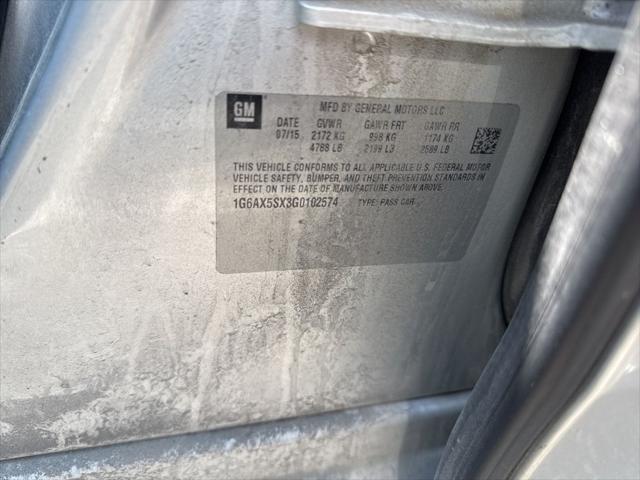 GM
MFD BY GENERAL MOTORS LLC
DATE GVWR GAWR FRT GAWR RR
07/15 2172 KG 998 KG 1174 KG
4788 LB 2199 LB 2589 LB
THIS VEHICLE CONFORMS TO ALL APPLICABLE U.S. FEDERAL MOTOR
VEHICLE SAFETY, BUMPER, AND THEFT PREVENTION STANDARDS IN
EFFECT ON THE DATE OF MANUFACTURE SHOWN ABOVE.
1G6AX5SX3G0102574 TYPE: PASS CAR